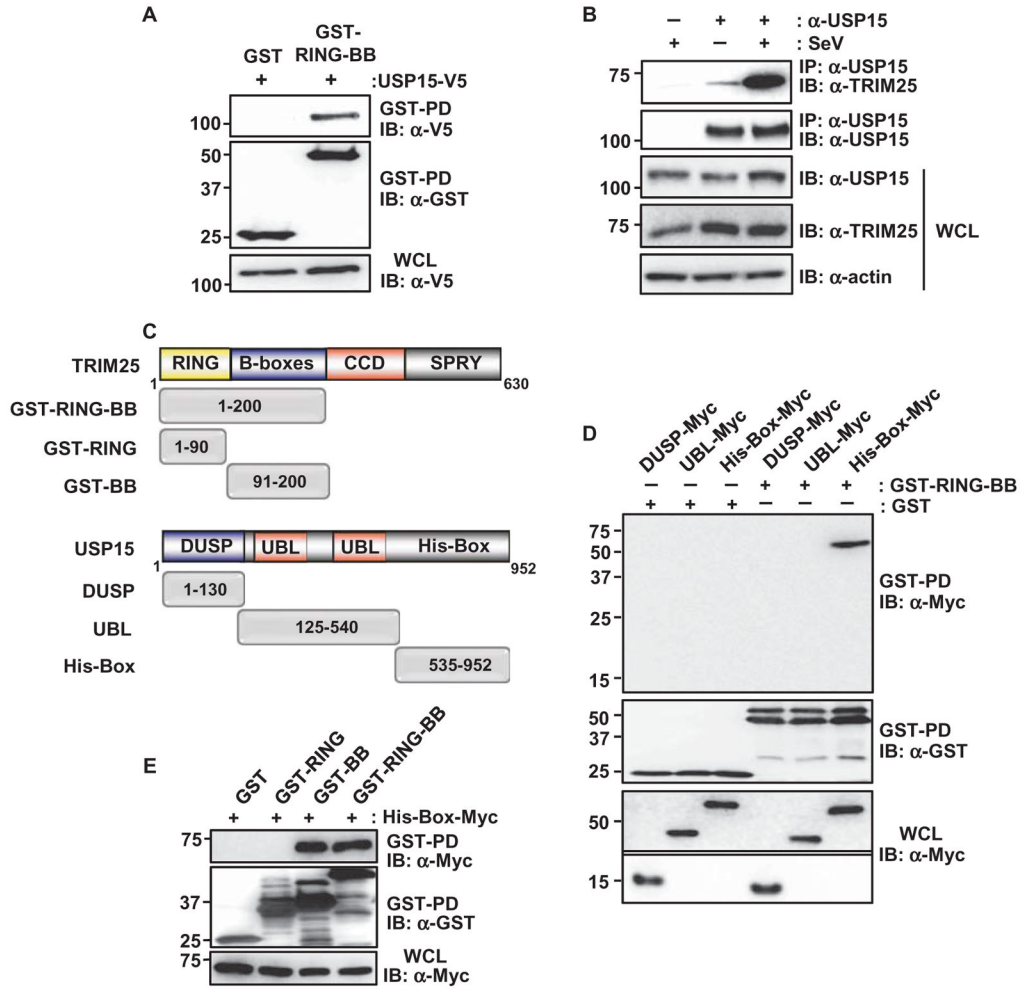 A
GST
GST-
RING-BB
+ + :USP15-V5
100
GST-PD
IB: α-V5
50
37
25
GST-PD
IB: α-GST
100
WCL
IB: α-V5
B
− + + : α-USP15
+ − + : SeV
75
IP: α-USP15
IB: α-TRIM25
100
IP: α-USP15
IB: α-USP15
100
IB: α-USP15
75
IB: α-TRIM25
IB: α-actin
WCL
C
TRIM25
RING B-boxes CCD SPRY
1 630
GST-RING-BB 1-200
GST-RING 1-90
GST-BB 91-200
USP15
DUSP UBL UBL His-Box
1 952
DUSP 1-130
UBL 125-540
His-Box 535-952
D
DUSP-Myc UBL-Myc His-Box-Myc DUSP-Myc UBL-Myc His-Box-Myc
− − − + + + : GST-RING-BB
+ + + − − − : GST
75
50
37
25
15
GST-PD
IB: α-Myc
50
37
25
GST-PD
IB: α-GST
50
15
WCL
IB: α-Myc
E
GST GST-RING GST-BB GST-RING-BB
+ + + + : His-Box-Myc
75
GST-PD
IB: α-Myc
37
25
GST-PD
IB: α-GST
75
WCL
IB: α-Myc